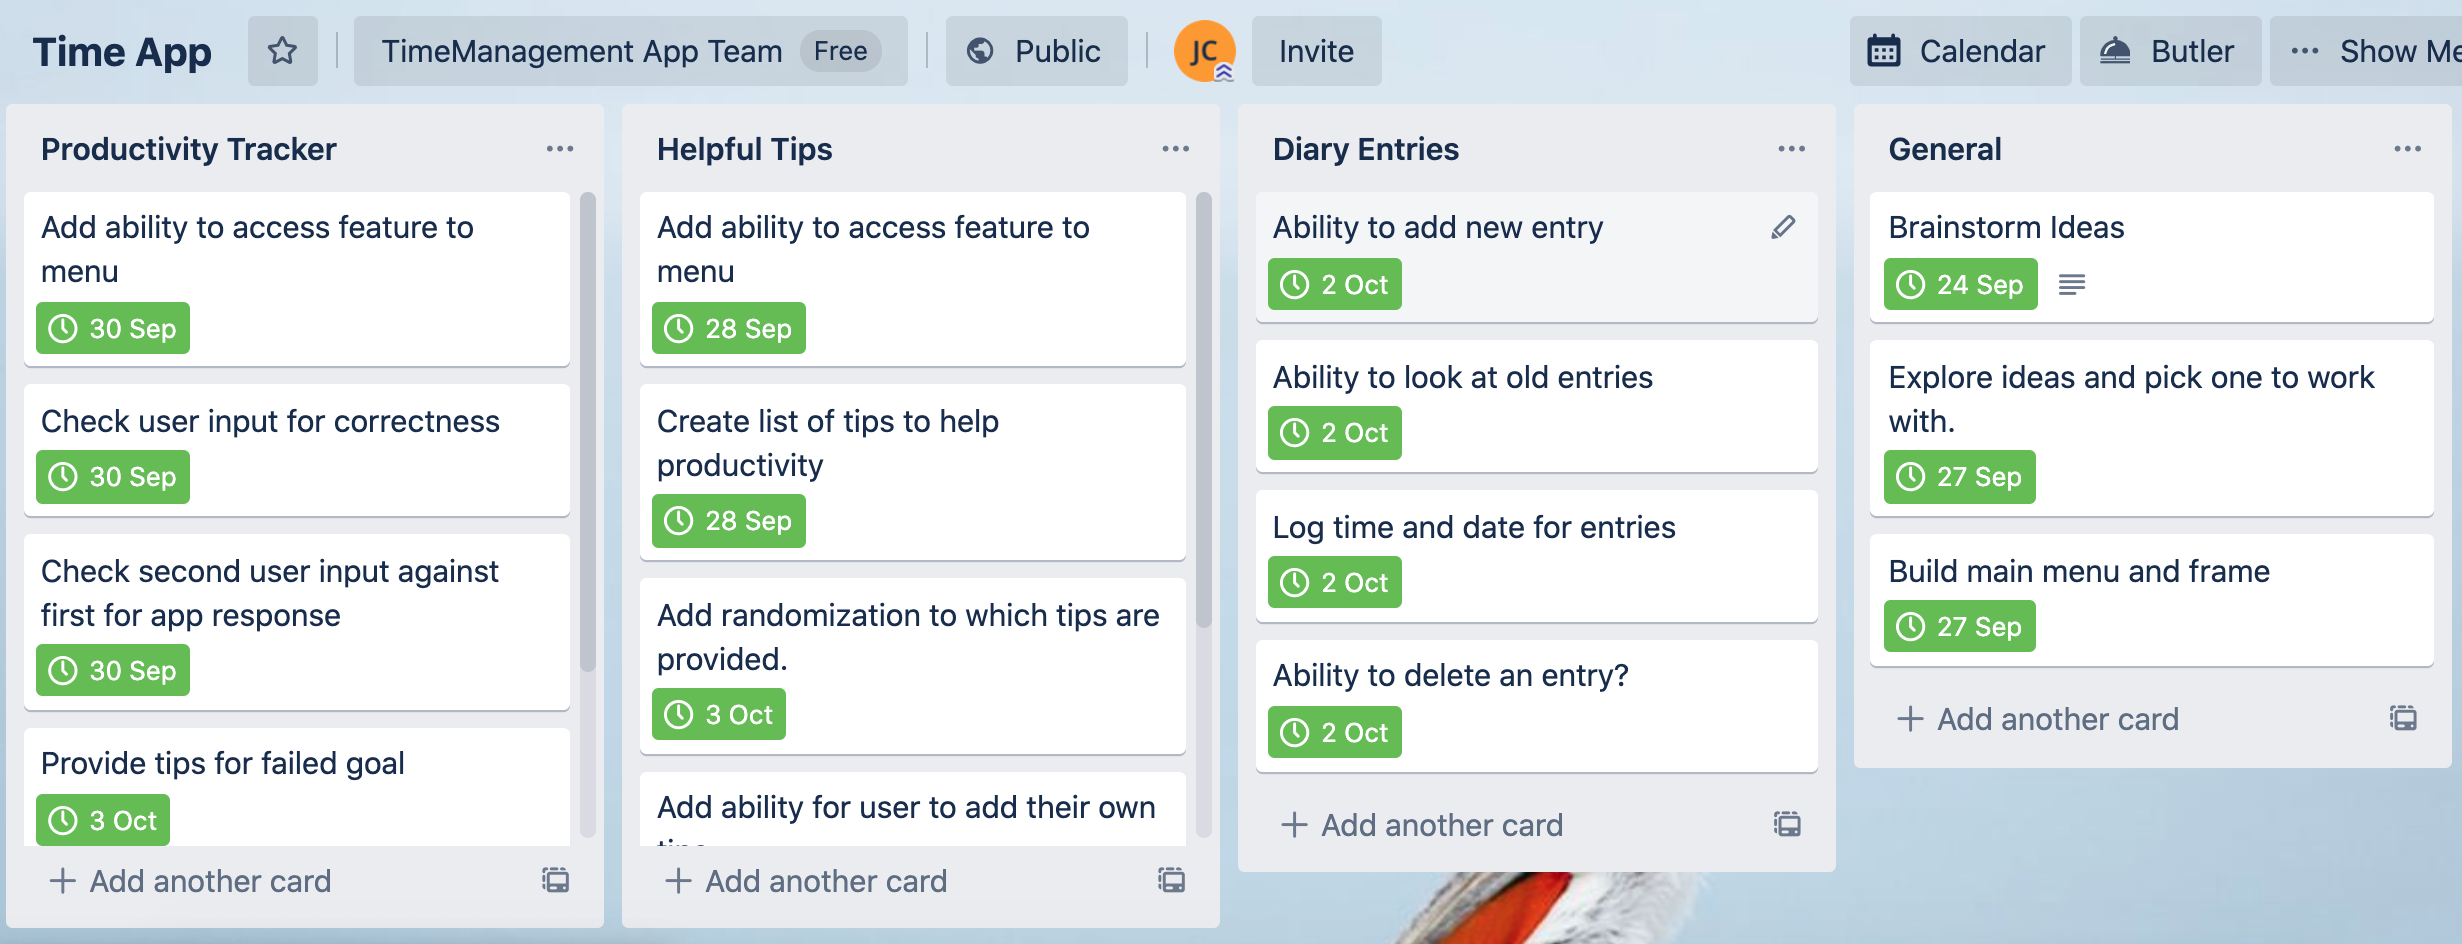 Time App
TimeManagement App Team Free
Public
JC
Invite
Calendar
Butler
Show
Productivity Tracker
Add ability to access feature to
menu
30 Sep
Check user input for correctness
30 Sep
Check second user input against
first for app response
30 Sep
Provide tips for failed goal
3 Oct
Add another card
Helpful Tips
Add ability to access feature to
menu
28 Sep
Create list of tips to help
productivity
28 Sep
Add randomization to which tips are
provided.
3 Oct
Add ability for user to add their own
Add another card
Diary Entries
Ability to add new entry
2 Oct
Ability to look at old entries
2 Oct
Log time and date for entries
2 Oct
Ability to delete an entry?
2 Oct
Add another card
General
Brainstorm Ideas
24 Sep
Explore ideas and pick one to work
with.
27 Sep
Build main menu and frame
27 Sep
Add another card